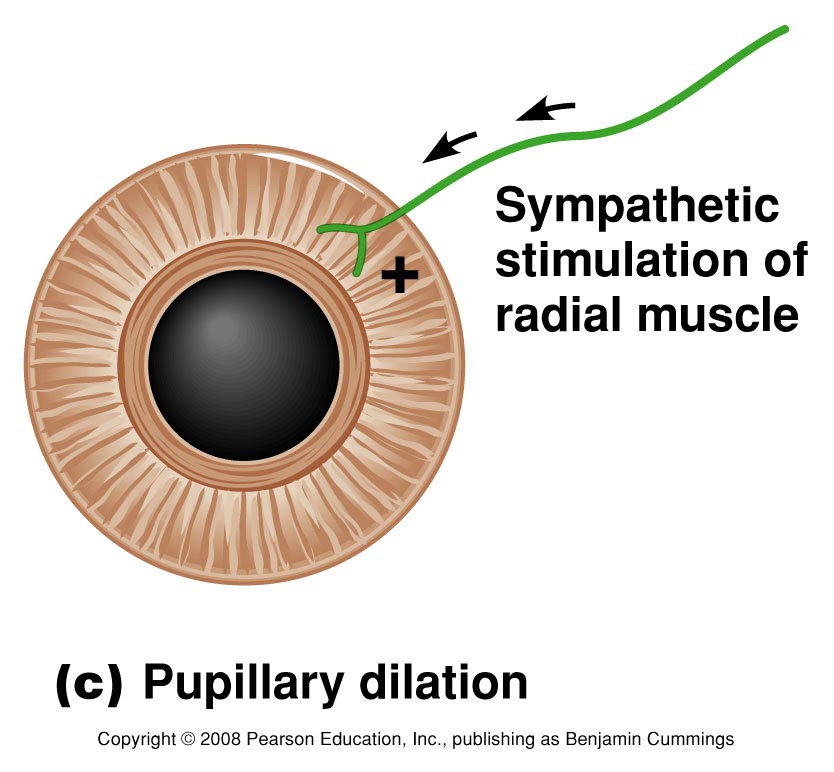 Sympathetic
stimulation of
radial muscle
+
(c) Pupillary dilation
Copyright © 2008 Pearson Education, Inc., publishing as Benjamin Cummings